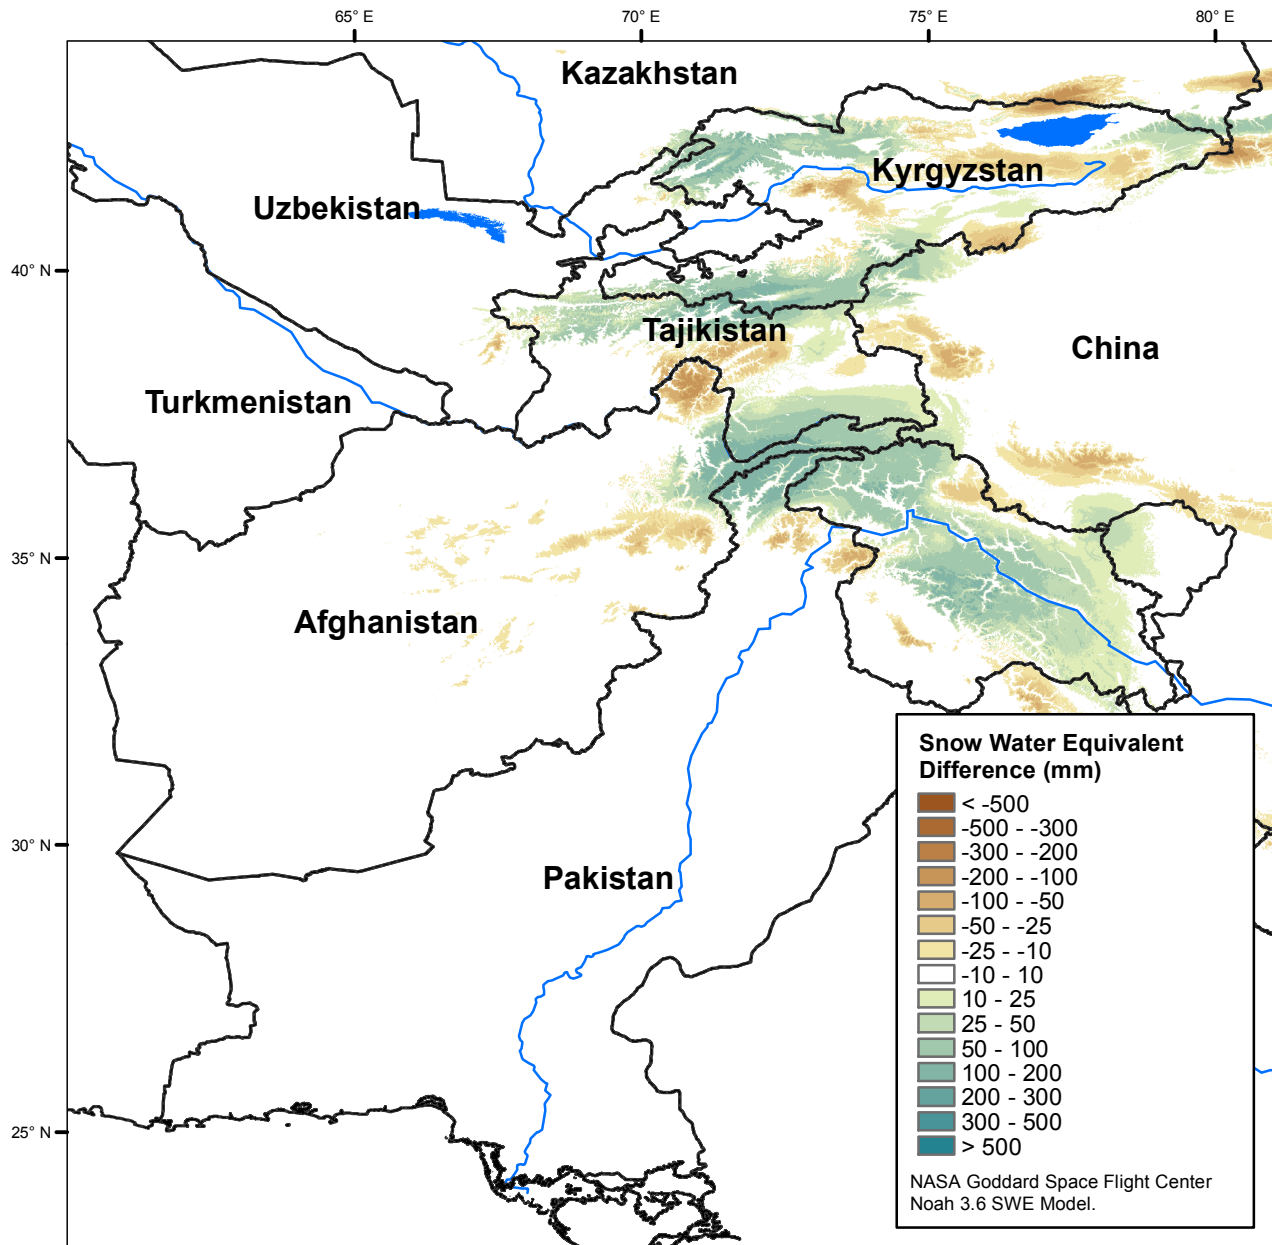 65° E
70° E
75° E
80° E
Kazakhstan
Kyrgyzstan
Uzbekistan
40° N
Tajikistan
China
Turkmenistan
35° N
Afghanistan
30° N
Pakistan
25° N
Snow Water Equivalent
Difference (mm)
< -500
-500 - -300
-300 - -200
-200 - -100
-100 - -50
-50 - -25
-25 - -10
-10 - 10
10 - 25
25 - 50
50 - 100
100 - 200
200 - 300
300 - 500
> 500
NASA Goddard Space Flight Center
Noah 3.6 SWE Model.